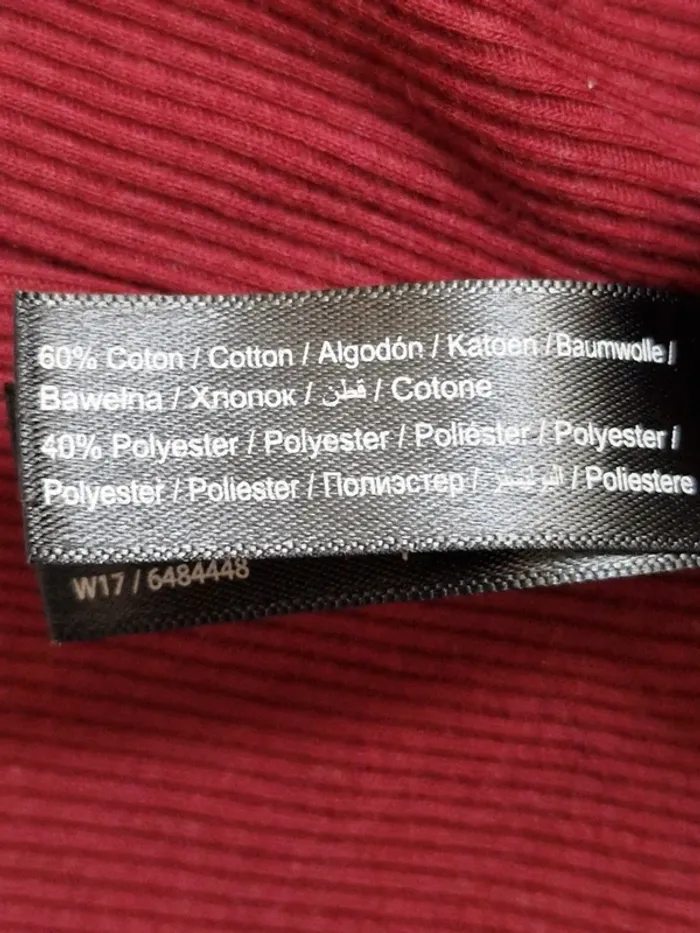 60% Coton / Cotton / Algodón / Katoen / Baumwolle /
Bawełna / Хлопок / قطن / Cotone
40% Polyester / Polyester / Poliéster / Polyester /
Polyester / Poliester / Полиэстер / البوليستر / Poliestere
W17 / 6484448